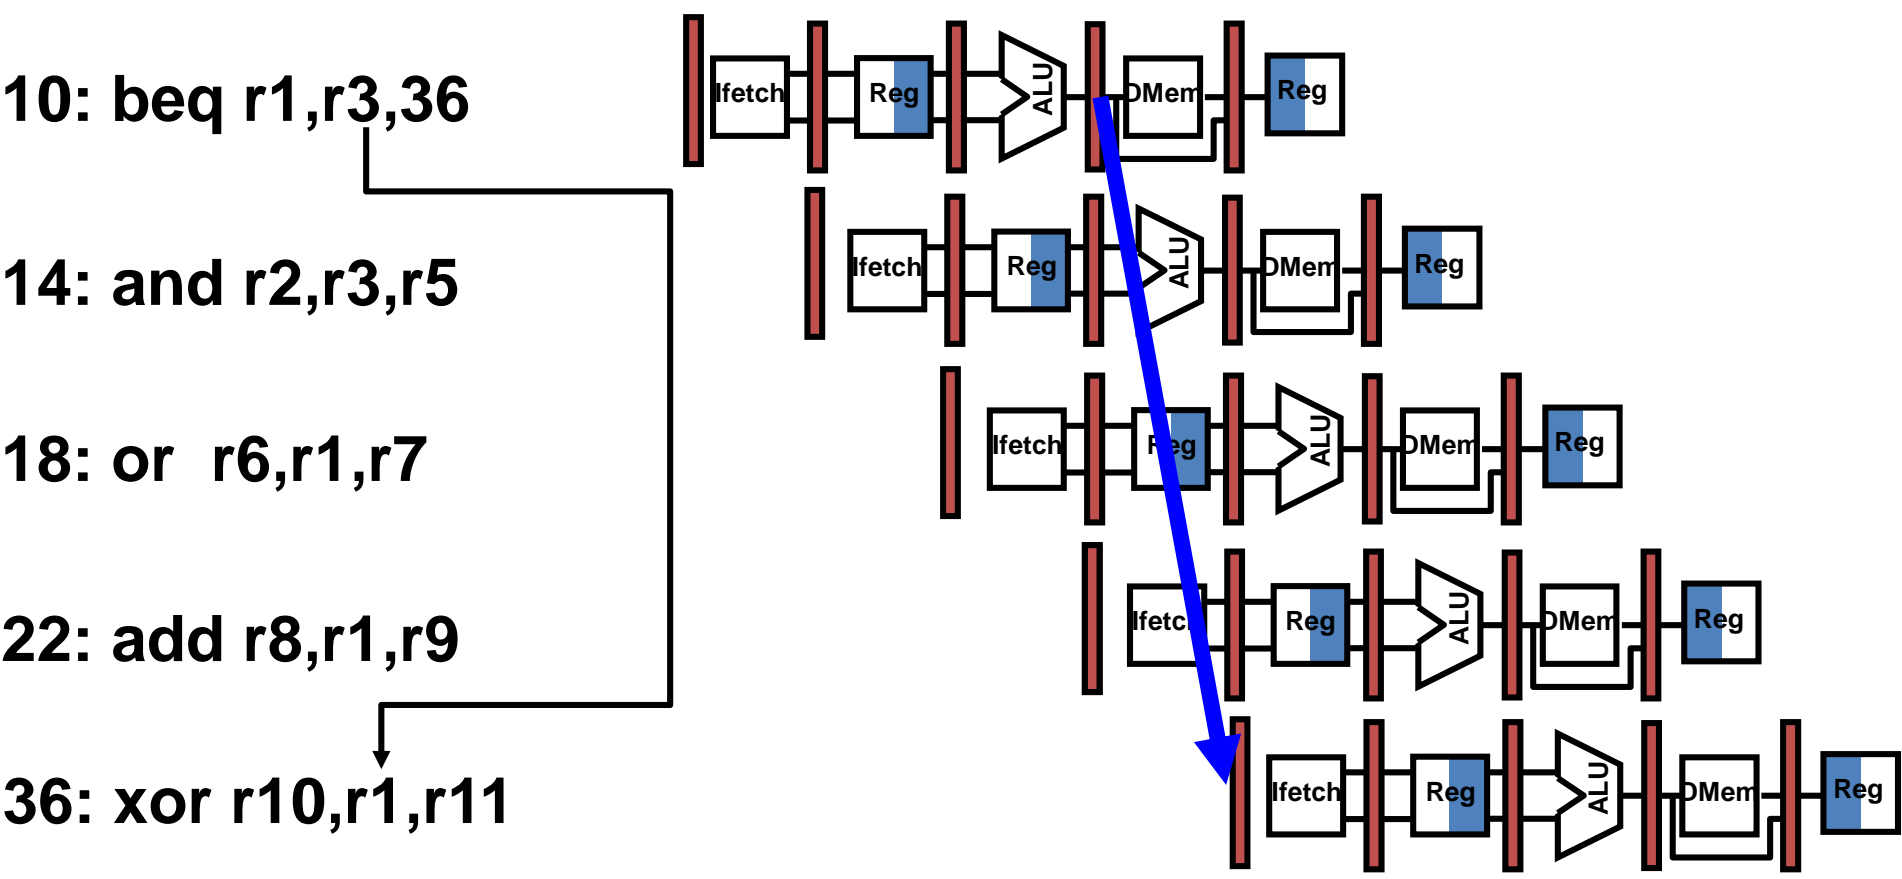 10: beq r1,r3,36
Ifetch Reg ALU DMem Reg
14: and r2,r3,r5
Ifetch Reg ALU DMem Reg
18: or r6,r1,r7
Ifetch Reg ALU DMem Reg
22: add r8,r1,r9
Ifetch Reg ALU DMem Reg
36: xor r10,r1,r11
Ifetch Reg ALU DMem Reg